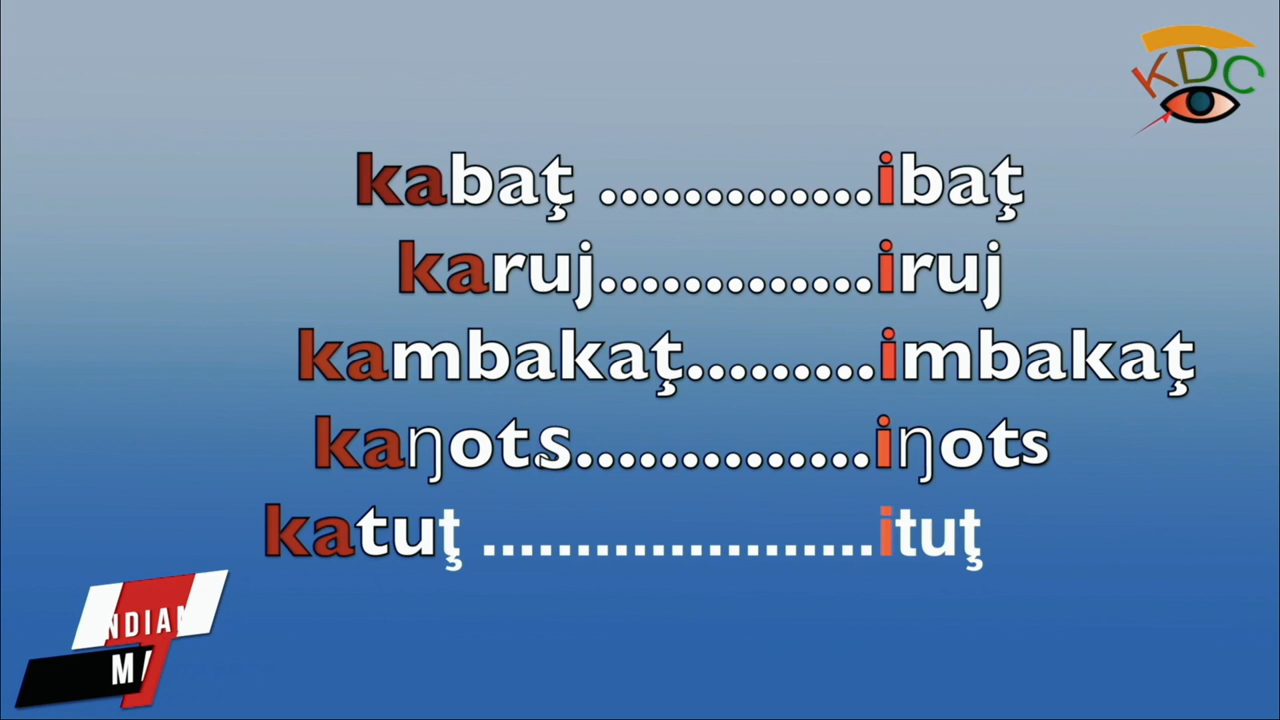 KDC
kabaţ .............ibaţ
karuj.............iruj
kambakaţ.........imbakaţ
kaŋots..............iŋots
katuţ .....................ituţ